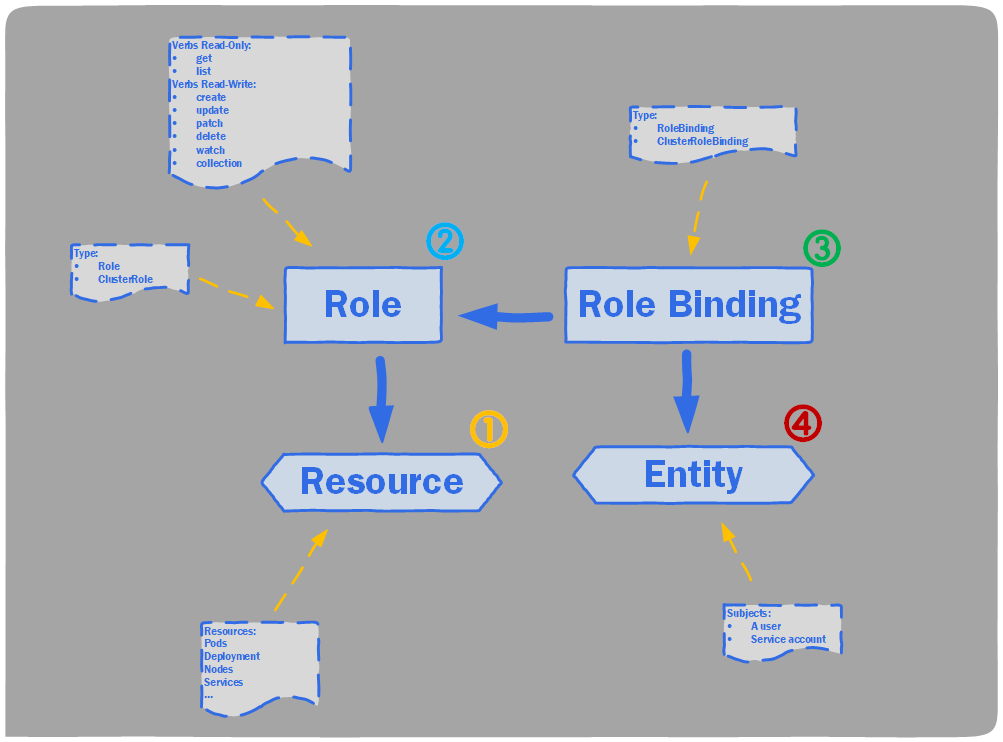 Verbs Read-Only:
• get
• list
Verbs Read-Write:
• create
• update
• patch
• delete
• watch
• collection
Type:
• RoleBinding
• ClusterRoleBinding
Type:
• Role
• ClusterRole
②
③
Role
Role Binding
①
④
Resource
Entity
Resources:
Pods
Deployment
Nodes
Services
...
Subjects:
• A user
• Service account